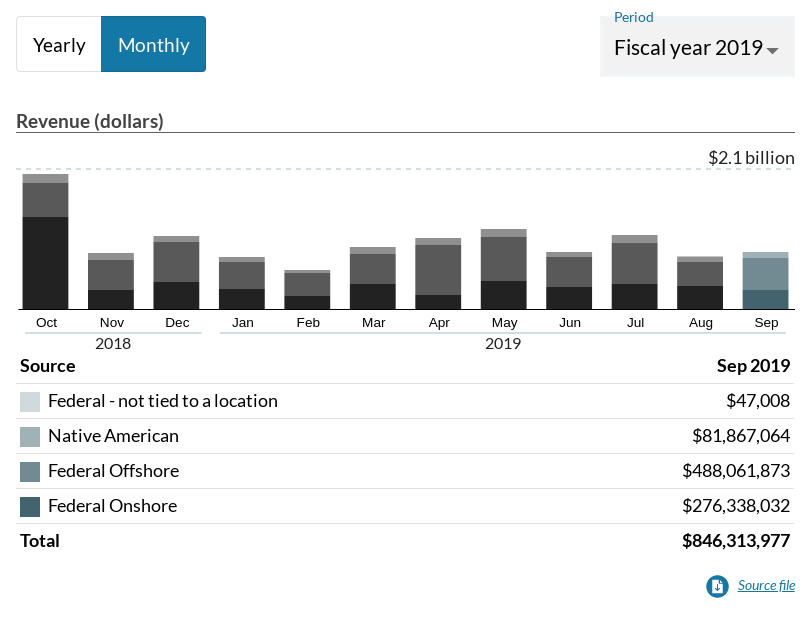 Yearly Monthly
Period
Fiscal year 2019
Revenue (dollars)
$2.1 billion
Oct Nov Dec Jan Feb Mar Apr May Jun Jul Aug Sep
2018 2019
Source Sep 2019
Federal - not tied to a location $47,008
Native American $81,867,064
Federal Offshore $488,061,873
Federal Onshore $276,338,032
Total $846,313,977
Source file